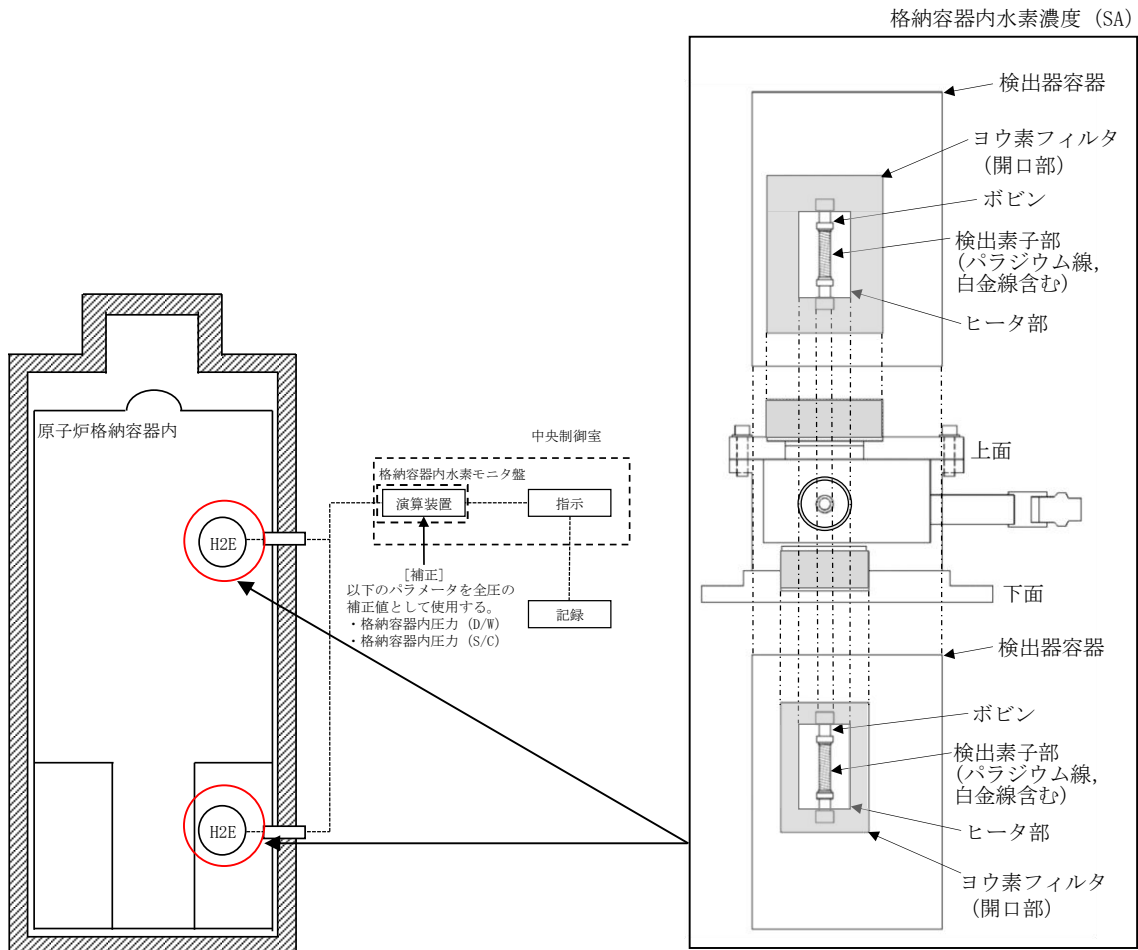 格納容器内水素濃度 (SA)
検出器容器
ヨウ素フィルタ
(開口部)
ボビン
検出素子部
(パラジウム線,
白金線含む)
ヒータ部
上面
下面
検出器容器
ボビン
検出素子部
(パラジウム線,
白金線含む)
ヒータ部
ヨウ素フィルタ
(開口部)
原子炉格納容器内
H2E
H2E
中央制御室
格納容器内水素モニタ盤
演算装置
指示
記録
[補正]
以下のパラメータを全圧の
補正値として使用する。
・格納容器内圧力 (D/W)
・格納容器内圧力 (S/C)